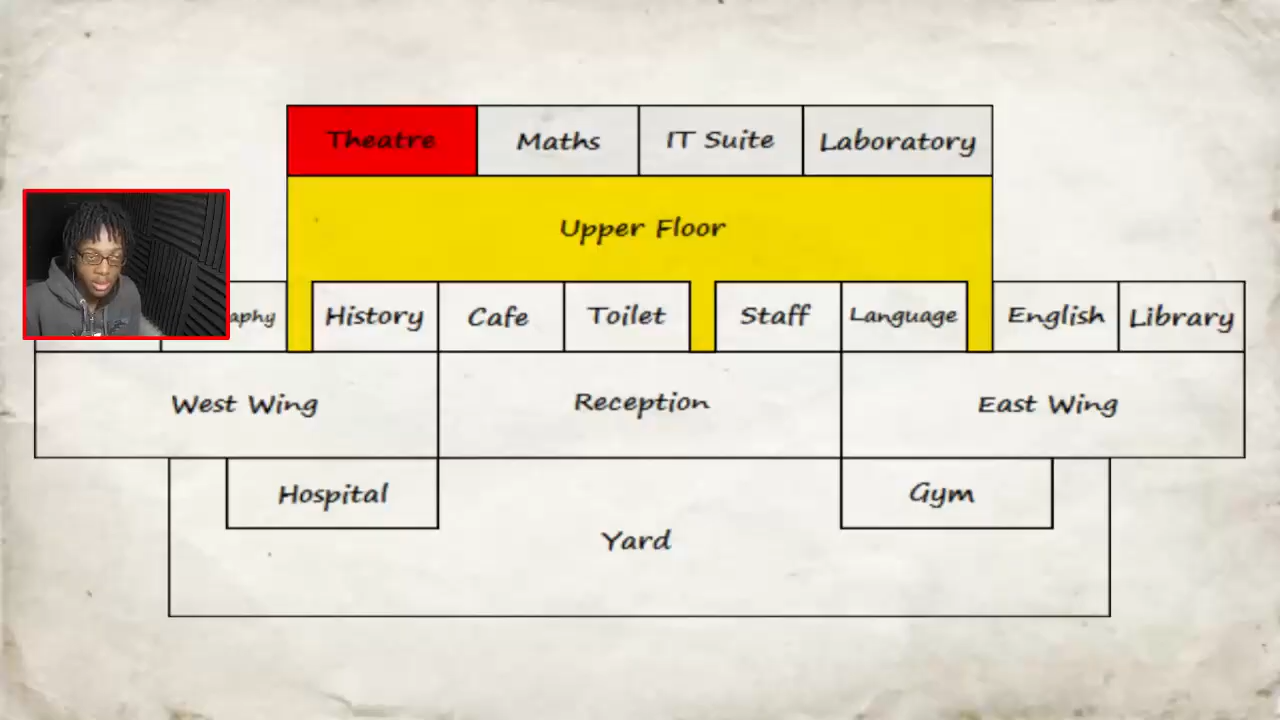 Theatre Maths IT Suite Laboratory
Upper Floor
History Cafe Toilet Staff Language English Library
West Wing Reception East Wing
Hospital Gym
Yard